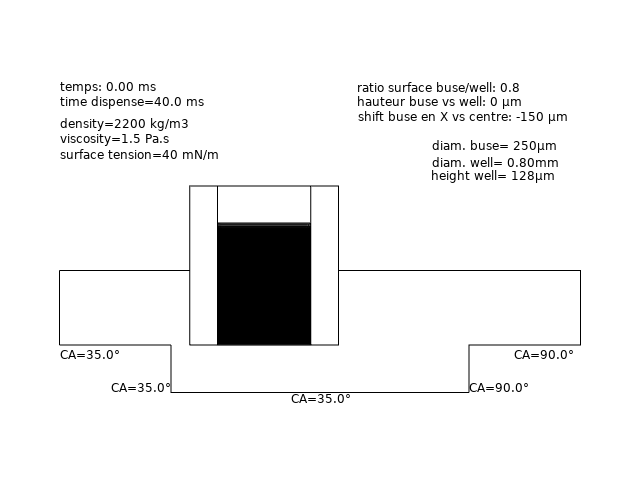 temps: 0.00 ms
time dispense=40.0 ms
density=2200 kg/m3
viscosity=1.5 Pa.s
surface tension=40 mN/m
ratio surface buse/well: 0.8
hauteur buse vs well: 0 µm
shift buse en X vs centre: -150 µm
diam. buse= 250µm
diam. well= 0.80mm
height well= 128µm
CA=35.0°
CA=90.0°
CA=35.0°
CA=90.0°
CA=35.0°